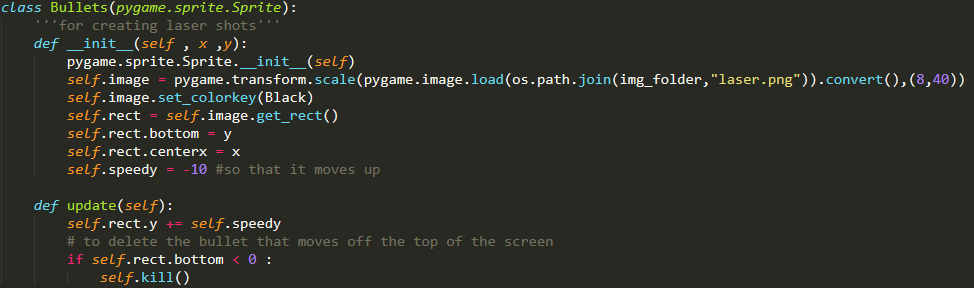 class Bullets(pygame.sprite.Sprite):
    '''for creating laser shots'''
    def __init__(self , x ,y):
        pygame.sprite.Sprite.__init__(self)
        self.image = pygame.transform.scale(pygame.image.load(os.path.join(img_folder,"laser.png")).convert(),(8,40))
        self.image.set_colorkey(Black)
        self.rect = self.image.get_rect()
        self.rect.bottom = y
        self.rect.centerx = x
        self.speedy = -10 #so that it moves up

    def update(self):
        self.rect.y += self.speedy
        # to delete the bullet that moves off the top of the screen
        if self.rect.bottom < 0 :
            self.kill()